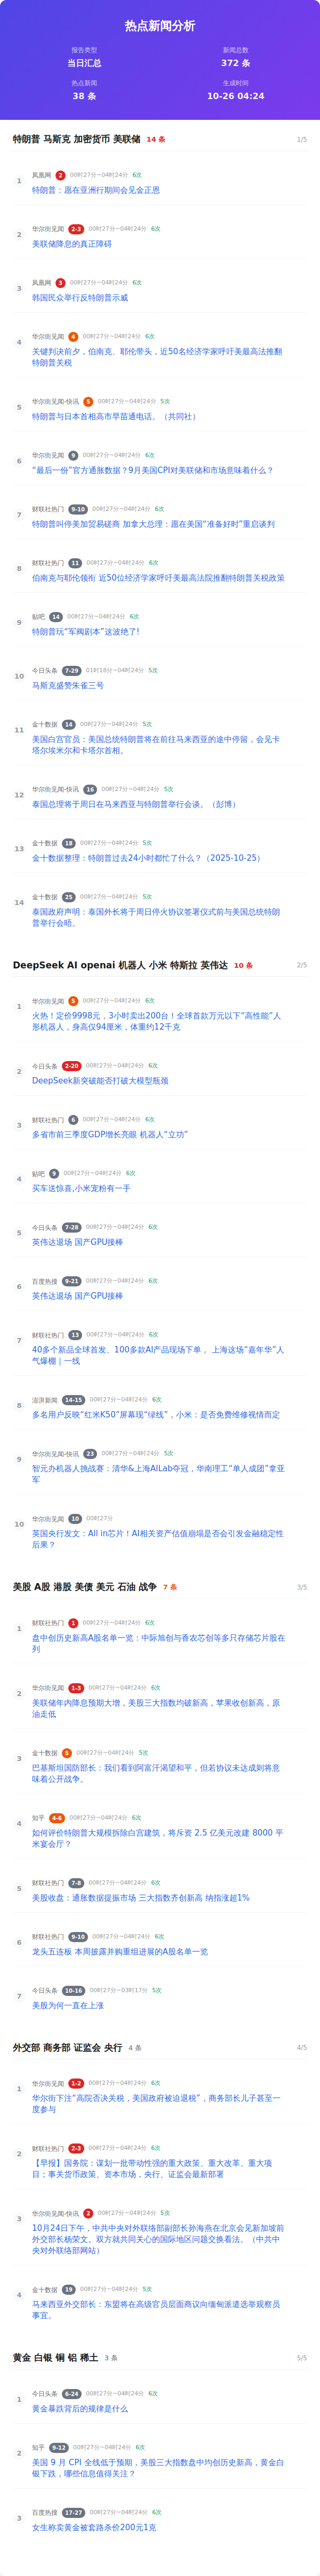 热点新闻分析
报告类型
新闻总数
当日汇总
372 条
热点新闻
生成时间
38 条
10-26 04:24
特朗普 马斯克 加密货币 美联储 14 条 1/5
1
凤凰网 2 00时27分~04时24分 6次
特朗普：愿在亚洲行期间会见金正恩
2
华尔街见闻 2-3 00时27分~04时24分 6次
美联储降息的真正障碍
3
凤凰网 3 00时27分~04时24分 6次
韩国民众举行反特朗普示威
4
华尔街见闻 4 00时27分~04时24分 6次
关键判决前夕，伯南克、耶伦带头，近50名经济学家呼吁美最高法推翻
特朗普关税
5
华尔街见闻-快讯 5 00时27分~04时24分 5次
特朗普与日本首相高市早苗通电话。（共同社）
6
华尔街见闻 9 00时27分~04时24分 6次
“最后一份”官方通胀数据？9月美国CPI对美联储和市场意味着什么？
7
财联社热门 9-10 00时27分~04时24分 6次
特朗普叫停美加贸易磋商 加拿大总理：愿在美国“准备好时”重启谈判
8
财联社热门 11 00时27分~04时24分 6次
伯南克与耶伦领衔 近50位经济学家呼吁美最高法院推翻特朗普关税政策
9
贴吧 14 00时27分~04时24分 6次
特朗普玩“军阀剧本”这波绝了!
10
今日头条 7-29 01时18分~04时24分 5次
马斯克盛赞朱雀三号
11
金十数据 14 00时27分~04时24分 5次
美国白宫官员：美国总统特朗普将在前往马来西亚的途中停留，会见卡
塔尔埃米尔和卡塔尔首相。
12
华尔街见闻-快讯 16 00时27分~04时24分 5次
泰国总理将于周日在马来西亚与特朗普举行会谈。（彭博）
13
金十数据 18 00时27分~04时24分 5次
金十数据整理：特朗普过去24小时都忙了什么？（2025-10-25）
14
金十数据 25 00时27分~04时24分 5次
泰国政府声明：泰国外长将于周日停火协议签署仪式前与美国总统特朗
普举行会晤。
DeepSeek AI openai 机器人 小米 特斯拉 英伟达 10 条 2/5
1
华尔街见闻 5 00时27分~04时24分 6次
火热！定价9998元，3小时卖出200台！全球首款万元以下“高性能”人
形机器人，身高仅94厘米，体重约12千克
2
今日头条 2-20 00时27分~04时24分 6次
DeepSeek新突破能否打破大模型瓶颈
3
财联社热门 6 00时27分~04时24分 6次
多省市前三季度GDP增长亮眼 机器人“立功”
4
贴吧 9 00时27分~04时24分 6次
买车送惊喜,小米宠粉有一手
5
今日头条 7-28 00时27分~04时24分 6次
英伟达退场 国产GPU接棒
6
百度热搜 9-21 00时27分~04时24分 6次
英伟达退场 国产GPU接棒
7
财联社热门 13 00时27分~04时24分 6次
40多个新品全球首发、100多款AI产品现场下单 ，上海这场“嘉年华”人
气爆棚｜一线
8
澎湃新闻 14-15 00时27分~04时24分 6次
多名用户反映“红米K50”屏幕现“绿线”，小米：是否免费维修视情而定
9
华尔街见闻-快讯 23 00时27分~04时24分 5次
智元办机器人挑战赛：清华&上海AILab夺冠，华南理工“单人成团”拿亚
军
10
华尔街见闻 18 00时27分
英国央行发文：All in芯片！AI相关资产估值崩塌是否会引发金融稳定性
后果？
美股 A股 港股 美债 美元 石油 战争 7 条 3/5
1
财联社热门 1 00时27分~04时24分 6次
盘中创历史新高A股名单一览：中际旭创与香农芯创等多只存储芯片股在
列
2
华尔街见闻 1-3 00时27分~04时24分 6次
美联储年内降息预期大增，美股三大指数均破新高，苹果收创新高，原
油走低
3
金十数据 5 00时27分~04时24分 5次
巴基斯坦国防部长：我们看到阿富汗渴望和平，但若协议未达成则将意
味着公开战争。
4
知乎 4-6 00时27分~04时24分 6次
如何评价特朗普大规模拆除白宫建筑，将斥资 2.5 亿美元改建 8000 平
米宴会厅？
5
财联社热门 7-8 00时27分~04时24分 6次
美股收盘：通胀数据提振市场 三大指数齐创新高 纳指涨超1%
6
财联社热门 9-10 00时27分~04时24分 6次
龙头五连板 本周披露并购重组进展的A股名单一览
7
今日头条 10-16 00时27分~03时17分 5次
美股为何一直在上涨
外交部 商务部 证监会 央行 4 条 4/5
1
华尔街见闻 1-2 00时27分~04时24分 6次
华尔街下注“高院否决关税，美国政府被迫退税”，商务部长儿子甚至一
度参与
2
财联社热门 2-3 00时27分~04时24分 6次
【早报】国务院：谋划一批带动性强的重大政策、重大改革、重大项
目；事关货币政策、资本市场，央行、证监会最新部署
3
华尔街见闻-快讯 2 00时27分~04时24分 5次
10月24日下午，中共中央对外联络部副部长孙海燕在北京会见新加坡前
外交部长杨荣文。双方就共同关心的国际地区问题交换看法。（中共中
央对外联络部网站）
4
金十数据 19 00时27分~04时24分 5次
马来西亚外交部长：东盟将在高级官员层面商议向缅甸派遣选举观察员
事宜。
黄金 白银 铜 铝 稀土 3 条 5/5
1
今日头条 6-24 00时27分~04时24分 6次
黄金暴跌背后的规律是什么
2
知乎 9-12 00时27分~04时24分 6次
美国 9 月 CPI 全线低于预期，美股三大指数盘中均创历史新高，黄金白
银下跌，哪些信息值得关注？
3
百度热搜 17-27 00时27分~04时24分 6次
女生称卖黄金被套路杀价200元1克